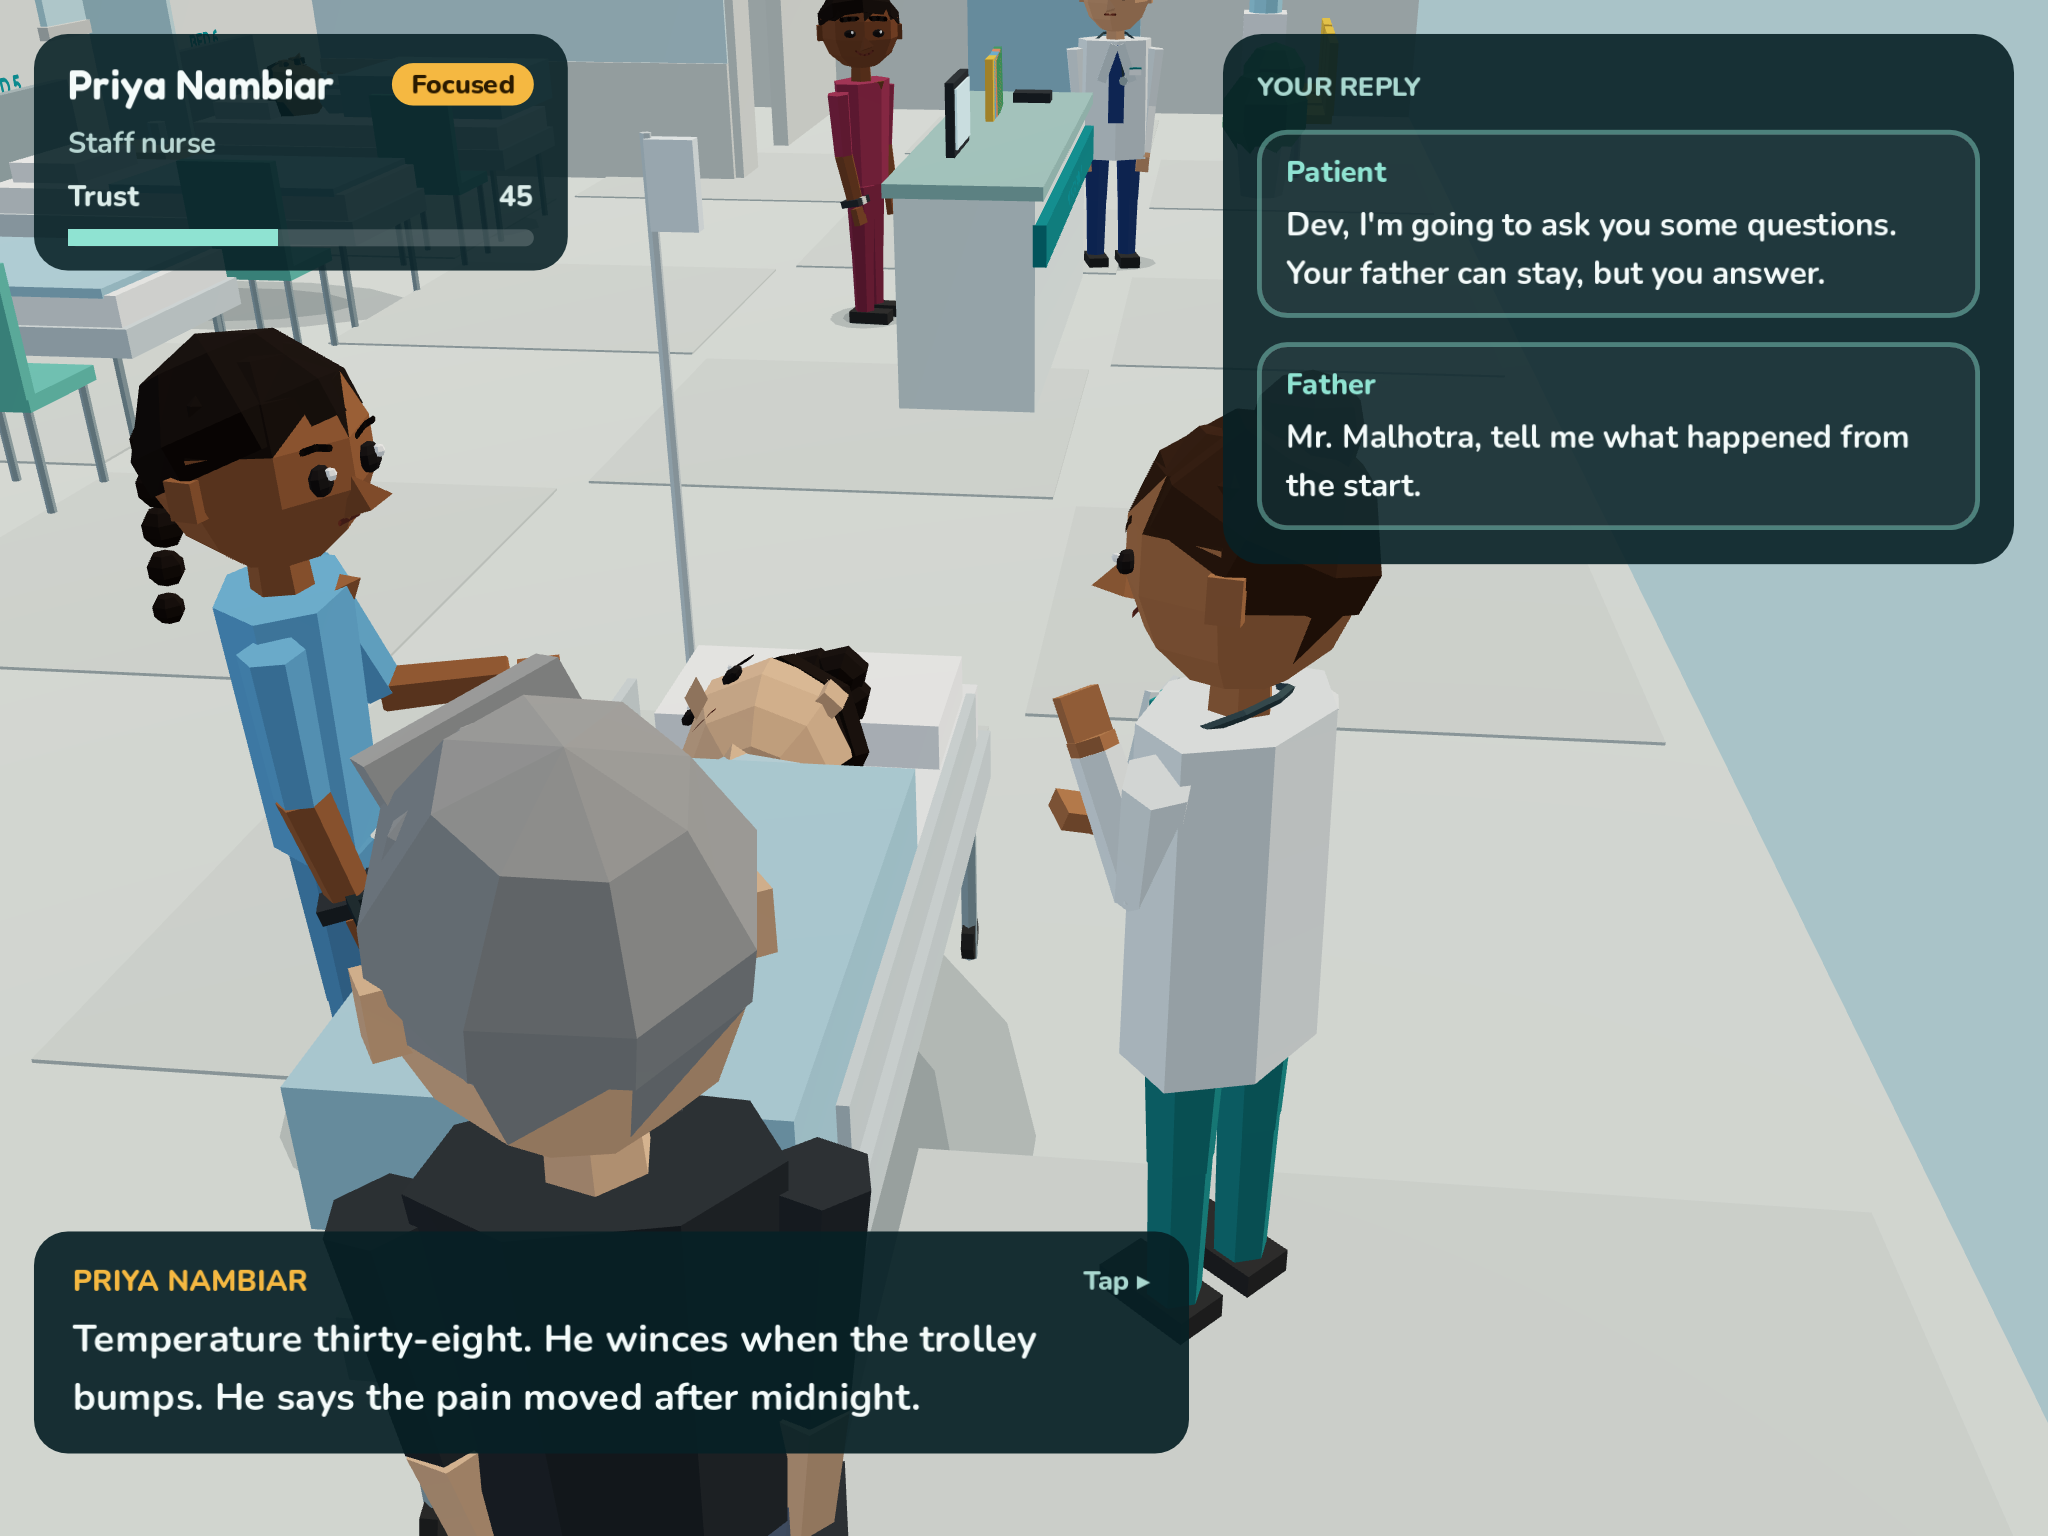 Priya Nambiar
Focused
Staff nurse
Trust
45
YOUR REPLY
Patient
Dev, I'm going to ask you some questions.
Your father can stay, but you answer.
Father
Mr. Malhotra, tell me what happened from
the start.
PRIYA NAMBIAR
Tap ▸
Temperature thirty-eight. He winces when the trolley
bumps. He says the pain moved after midnight.